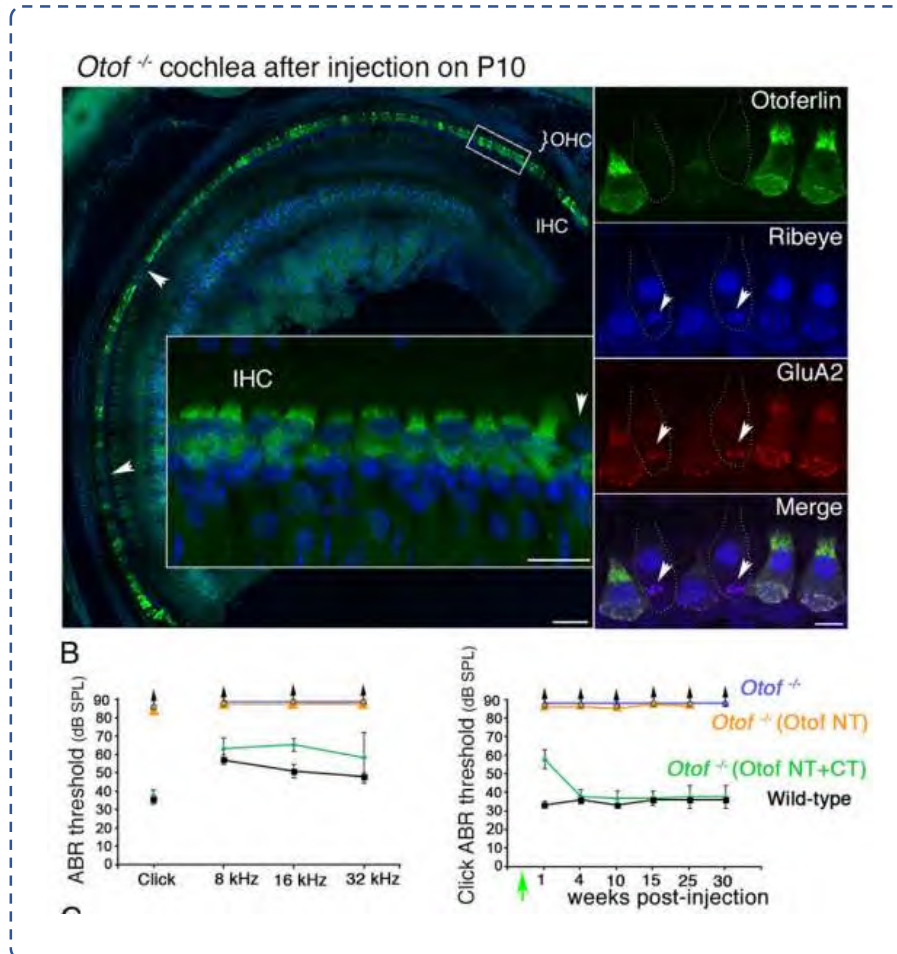 Otof -/- cochlea after injection on P10
}OHC
IHC
IHC
Otoferlin
Ribeye
GluA2
Merge
B
ABR threshold (dB SPL)
90
80
70
60
50
40
30
20
10
0
Click
8 kHz
16 kHz
32 kHz
Click ABR threshold (dB SPL)
90
80
70
60
50
40
30
20
10
0
1
4
10
15
25
30
weeks post-injection
Otof -/-
Otof -/- (Otof NT)
Otof -/- (Otof NT+CT)
Wild-type